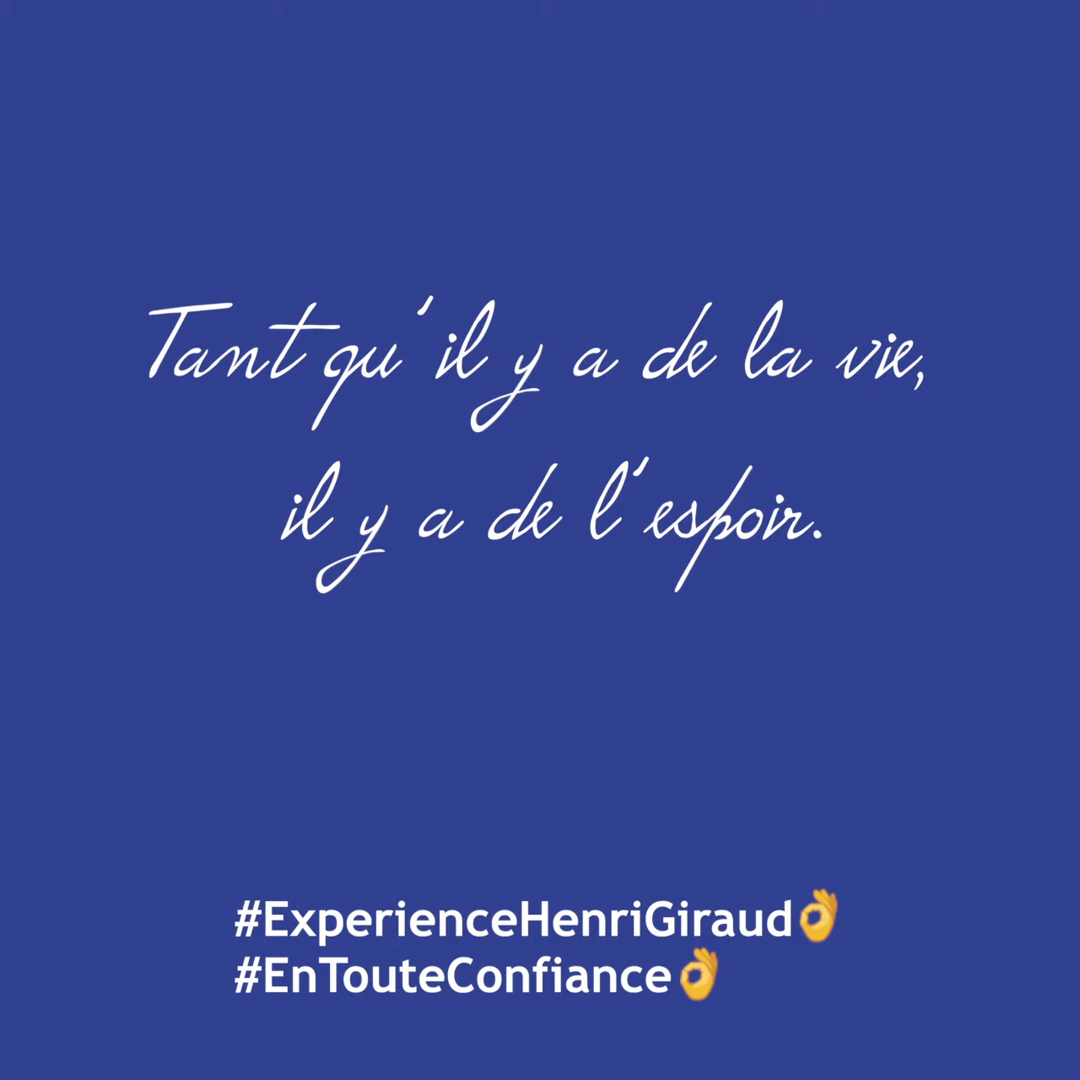 Tant qu'il y a de la vie,
il y a de l'espoir.
#ExperienceHenriGiraud👌
#EnTouteConfiance👌